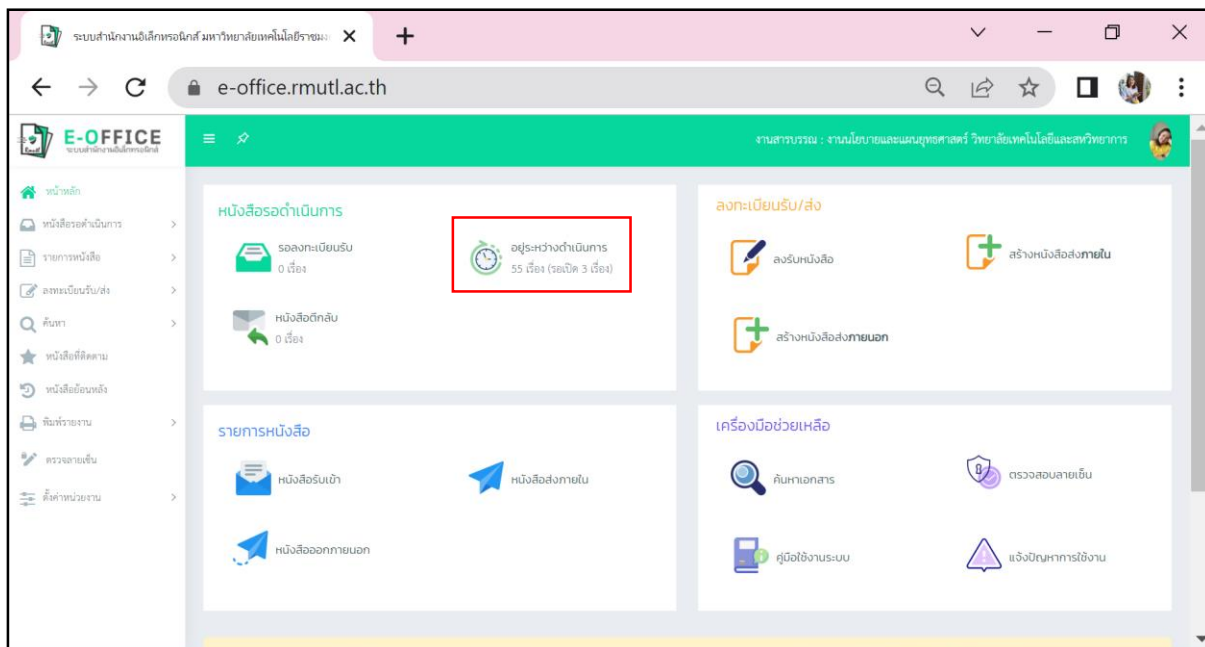 ระบบสำนักงานอิเล็กทรอนิกส์ มหาวิทยาลัยเทคโนโลยีราชมง
e-office.rmutl.ac.th
E-OFFICE
ระบบสำนักงานอิเล็กทรอนิกส์
งานสารบรรณ : งานนโยบายและแผนยุทธศาสตร์ วิทยาลัยเทคโนโลยีและสหวิทยาการ
หน้าหลัก
หนังสือรอดำเนินการ
รายการหนังสือ
ลงทะเบียนรับ/ส่ง
ค้นหา
หนังสือที่ติดตาม
หนังสือย้อนหลัง
พิมพ์รายงาน
ตรวจลายเซ็น
ตั้งค่าหน่วยงาน
หนังสือรอดำเนินการ
รอลงทะเบียนรับ
0 เรื่อง
อยู่ระหว่างดำเนินการ
55 เรื่อง (รอเปิด 3 เรื่อง)
หนังสือตีกลับ
0 เรื่อง
ลงทะเบียนรับ/ส่ง
ลงรับหนังสือ
สร้างหนังสือส่งภายใน
สร้างหนังสือส่งภายนอก
รายการหนังสือ
หนังสือรับเข้า
หนังสือส่งภายใน
หนังสือออกภายนอก
เครื่องมือช่วยเหลือ
ค้นหาเอกสาร
ตรวจสอบลายเซ็น
คู่มือใช้งานระบบ
แจ้งปัญหาการใช้งาน